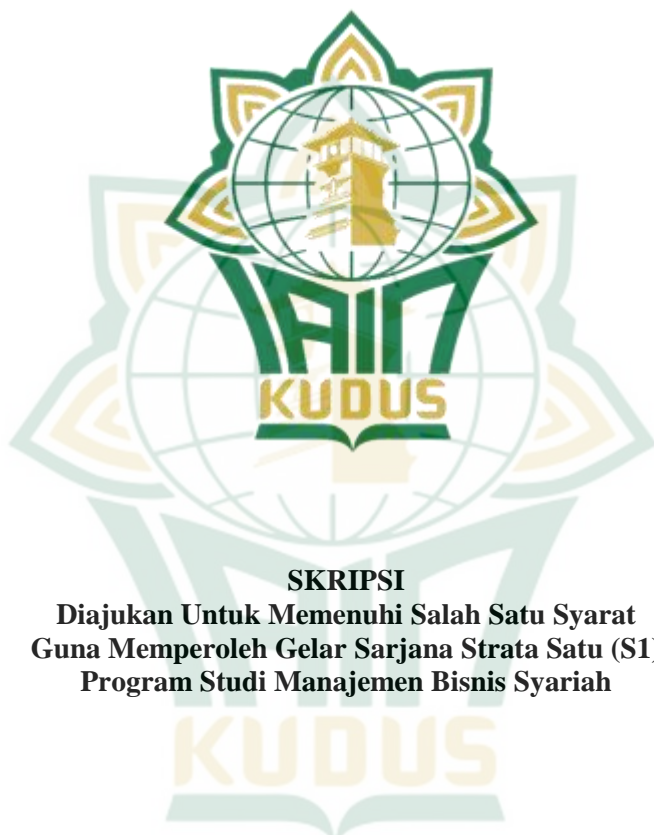 IAIN
KUDUS
SKRIPSI
Diajukan Untuk Memenuhi Salah Satu Syarat
Guna Memperoleh Gelar Sarjana Strata Satu (S1)
Program Studi Manajemen Bisnis Syariah
KUDUS